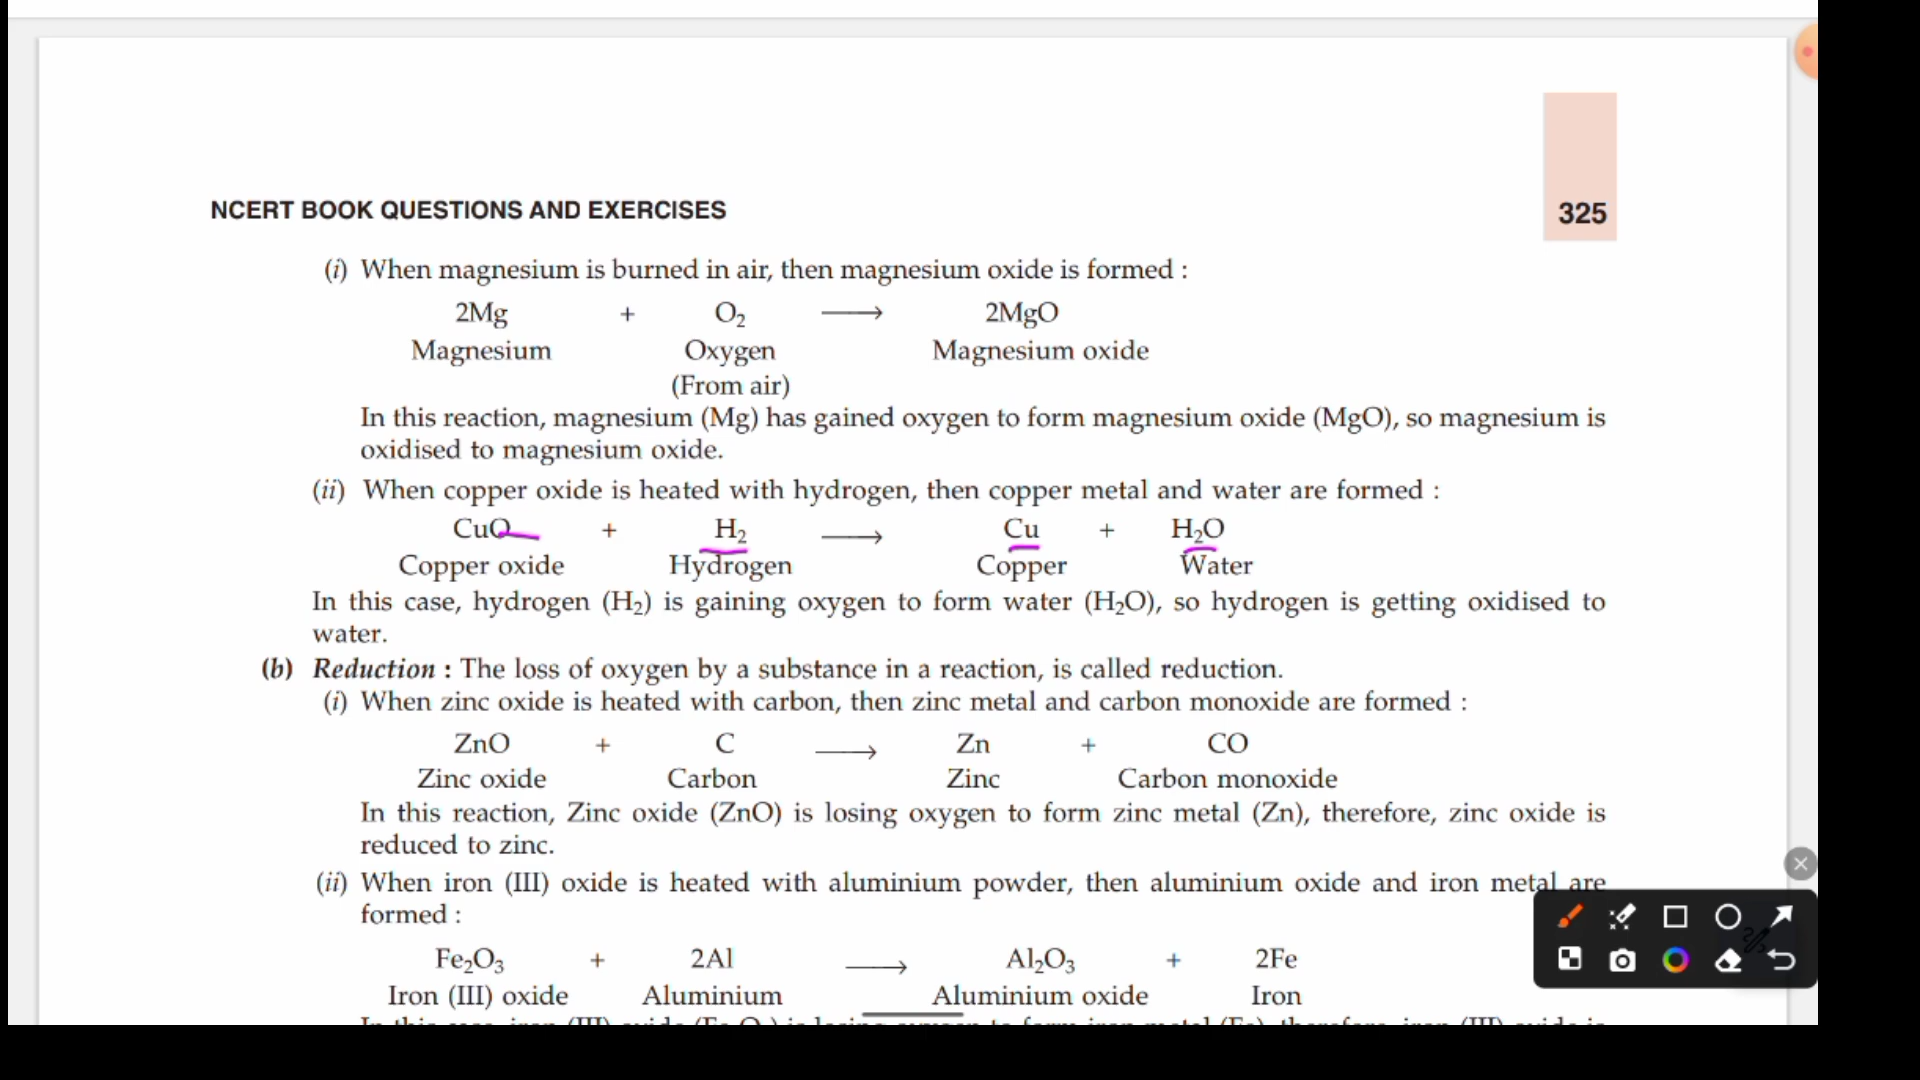 325
NCERT BOOK QUESTIONS AND EXERCISES
(i) When magnesium is burned in air, then magnesium oxide is formed :
2Mg + O₂ ⟶ 2MgO
Magnesium Oxygen Magnesium oxide
(From air)
In this reaction, magnesium (Mg) has gained oxygen to form magnesium oxide (MgO), so magnesium is
oxidised to magnesium oxide.
(ii) When copper oxide is heated with hydrogen, then copper metal and water are formed :
CuO + H₂ ⟶ Cu + H₂O
Copper oxide Hydrogen Copper Water
In this case, hydrogen (H₂) is gaining oxygen to form water (H₂O), so hydrogen is getting oxidised to
water.
(b) Reduction : The loss of oxygen by a substance in a reaction, is called reduction.
(i) When zinc oxide is heated with carbon, then zinc metal and carbon monoxide are formed :
ZnO + C ⟶ Zn + CO
Zinc oxide Carbon Zinc Carbon monoxide
In this reaction, Zinc oxide (ZnO) is losing oxygen to form zinc metal (Zn), therefore, zinc oxide is
reduced to zinc.
(ii) When iron (III) oxide is heated with aluminium powder, then aluminium oxide and iron metal are
formed :
Fe₂O₃ + 2Al ⟶ Al₂O₃ + 2Fe
Iron (III) oxide Aluminium Aluminium oxide Iron